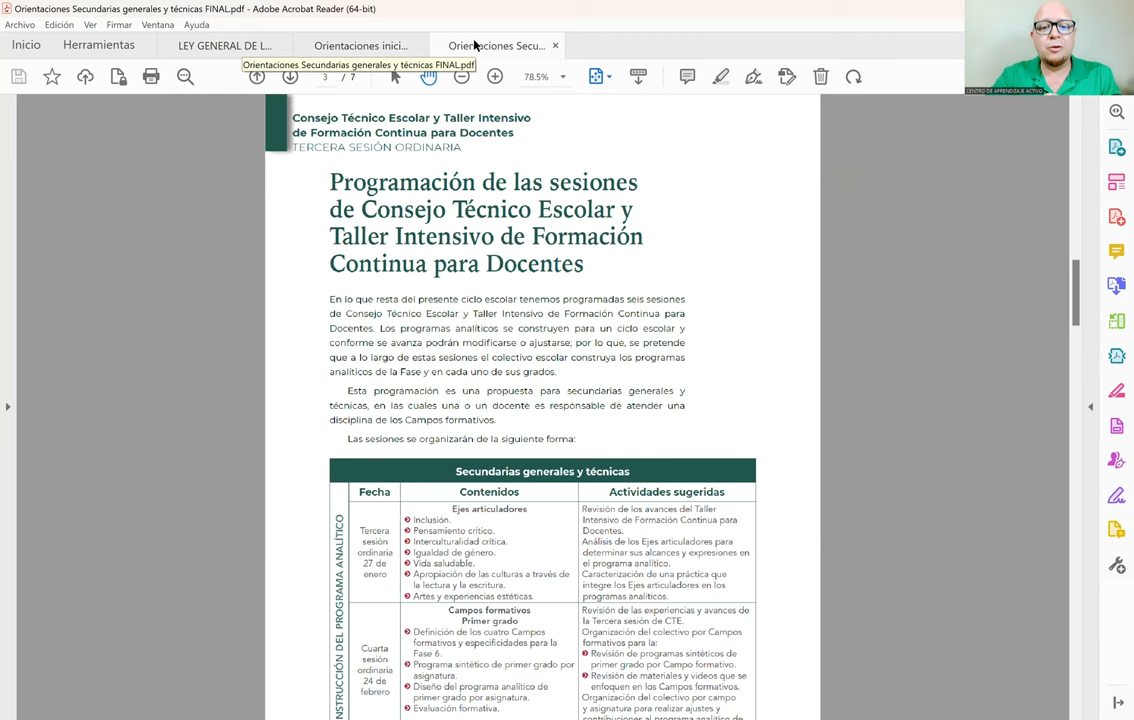 Orientaciones Secundarias generales y técnicas FINAL.pdf - Adobe Acrobat Reader (64-bit)
Archivo Edición Ver Firmar Ventana Ayuda
Inicio Herramientas LEY GENERAL DE L... Orientaciones inici... Orientaciones Secu... ×
Orientaciones Secundarias generales y técnicas FINAL.pdf
3 / 7 78.5%
CENTRO DE APRENDIZAJE ACTIVO
Consejo Técnico Escolar y Taller Intensivo
de Formación Continua para Docentes
TERCERA SESIÓN ORDINARIA
Programación de las sesiones
de Consejo Técnico Escolar y
Taller Intensivo de Formación
Continua para Docentes
En lo que resta del presente ciclo escolar tenemos programadas seis sesiones
de Consejo Técnico Escolar y Taller Intensivo de Formación Continua para
Docentes. Los programas analíticos se construyen para un ciclo escolar y
conforme se avanza podrán modificarse o ajustarse; por lo que, se pretende
que a lo largo de estas sesiones el colectivo escolar construya los programas
analíticos de la Fase y en cada uno de sus grados.
Esta programación es una propuesta para secundarias generales y
técnicas, en las cuales una o un docente es responsable de atender una
disciplina de los Campos formativos.
Las sesiones se organizarán de la siguiente forma:
Secundarias generales y técnicas
Fecha Contenidos Actividades sugeridas
NSTRUCCIÓN DEL PROGRAMA ANALÍTICO
Tercera
sesión
ordinaria
27 de
enero
Ejes articuladores
Inclusión.
Pensamiento crítico.
Interculturalidad crítica.
Igualdad de género.
Vida saludable.
Apropiación de las culturas a través de
la lectura y la escritura.
Artes y experiencias estéticas.
Revisión de los avances del Taller
Intensivo de Formación Continua para
Docentes.
Análisis de los Ejes articuladores para
determinar sus alcances y expresiones en
el programa analítico.
Caracterización de una práctica que
integre los Ejes articuladores en los
programas analíticos.
Cuarta
sesión
ordinaria
24 de
febrero
Campos formativos
Primer grado
Definición de los cuatro Campos
formativos y especificidades para la
Fase 6.
Programa sintético de primer grado por
asignatura.
Diseño del programa analítico de
primer grado por asignatura.
Evaluación formativa.
Revisión de las experiencias y avances de
la Tercera sesión de CTE.
Organización del colectivo por Campos
formativos para la:
Revisión de programas sintéticos de
primer grado por Campo formativo.
Revisión de materiales y videos que se
enfoquen en los Campos formativos.
Organización del colectivo por campo
y asignatura para realizar ajustes y
contribuciones al programa analítico de